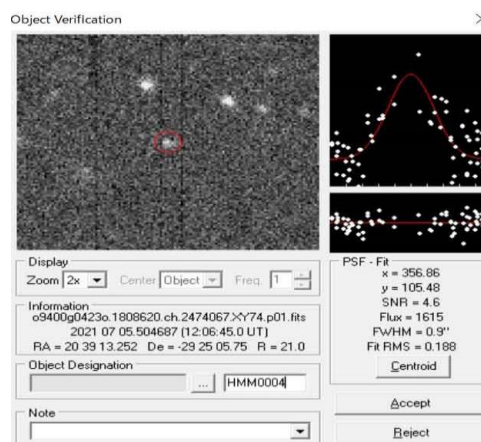 Object Verification
Display
Zoom 2x Center Object Freq. 1
Information
o9400g0423o.1808620.ch.2474067.XY74.p01.fits
2021 07 05.504687 (12:06:45.0 UT)
RA = 20 39 13.252 De = -29 25 05.75 R = 21.0
Object Designation
... HMM0004
Note
PSF - Fit
x = 356.86
y = 105.48
SNR = 4.6
Flux = 1615
FWHM = 0.9''
Fit RMS = 0.188
Centroid
Accept
Reject